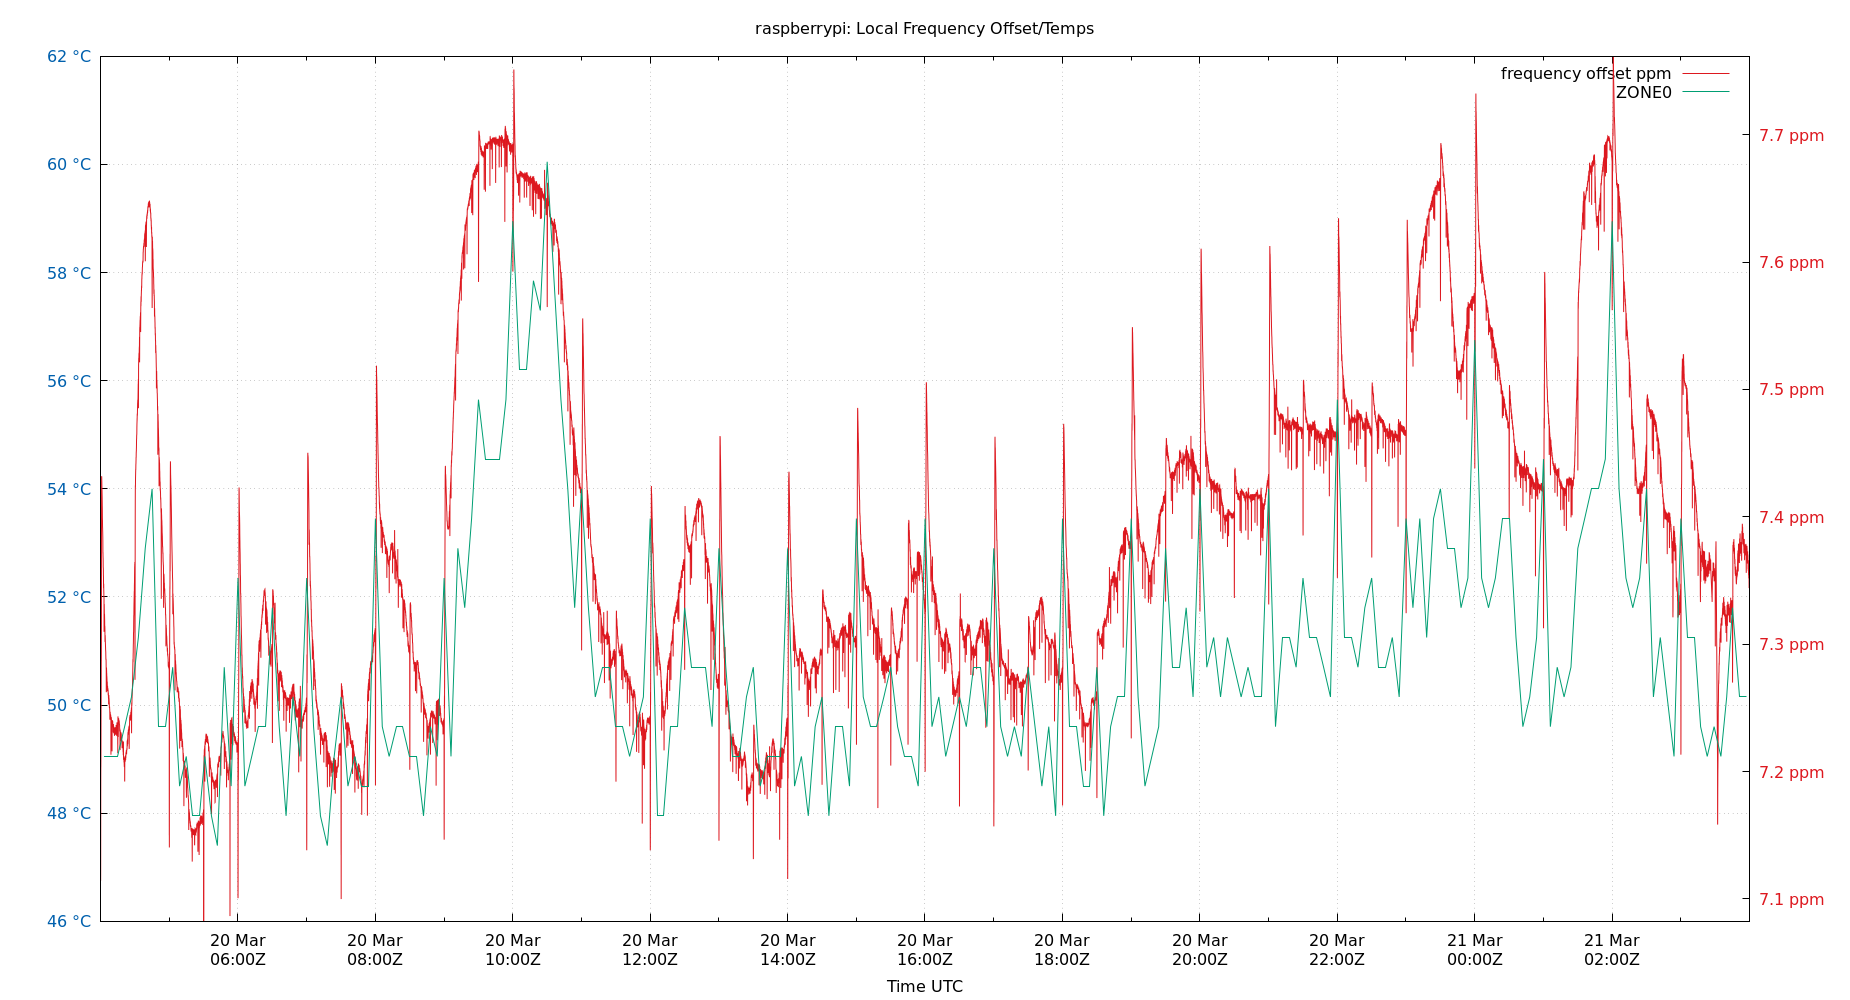 raspberrypi: Local Frequency Offset/Temps
frequency offset ppm
ZONE0
62 °C
60 °C
58 °C
56 °C
54 °C
52 °C
50 °C
48 °C
46 °C
7.7 ppm
7.6 ppm
7.5 ppm
7.4 ppm
7.3 ppm
7.2 ppm
7.1 ppm
20 Mar 20 Mar 20 Mar 20 Mar 20 Mar 20 Mar 20 Mar 20 Mar 20 Mar 21 Mar 21 Mar
06:00Z 08:00Z 10:00Z 12:00Z 14:00Z 16:00Z 18:00Z 20:00Z 22:00Z 00:00Z 02:00Z
Time UTC